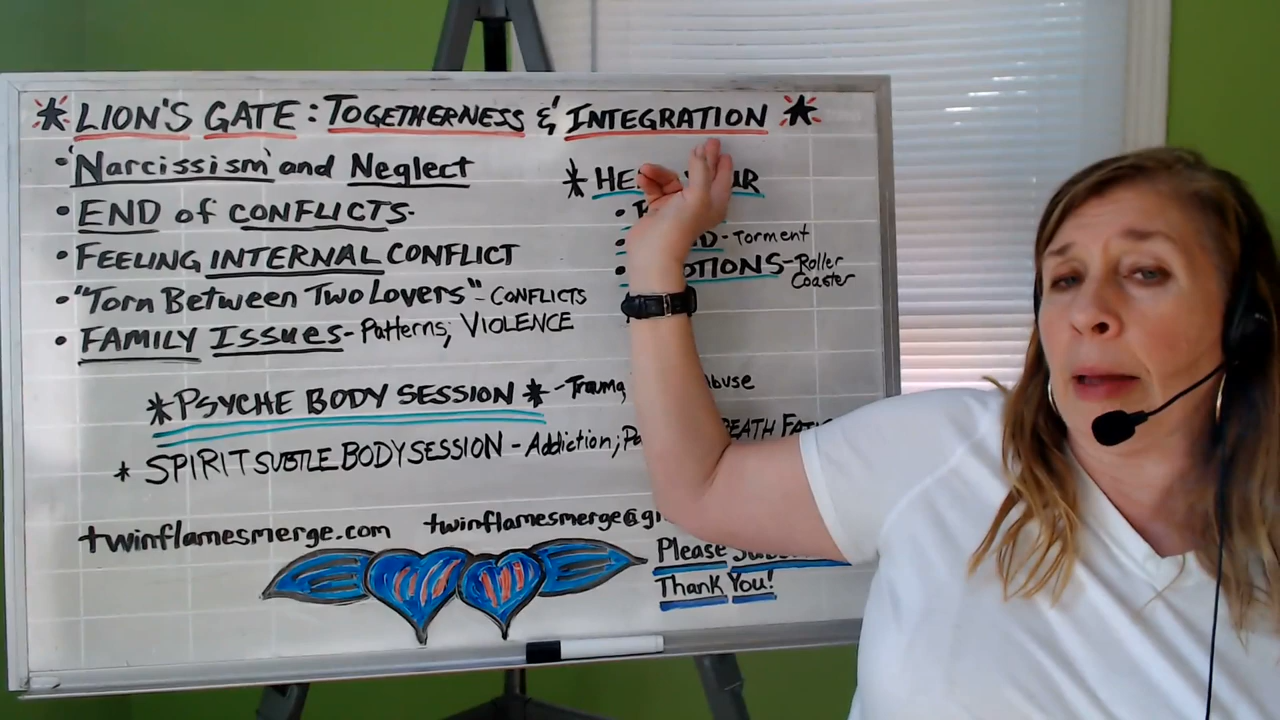 * LION'S GATE: TOGETHERNESS & INTEGRATION *
• 'Narcissism' and Neglect
• END of CONFLICTS.
• FEELING INTERNAL CONFLICT
• "Torn Between Two Lovers" - CONFLICTS
• FAMILY ISSUES - Patterns; VIOLENCE
*
- Torment
- Roller Coaster
*PSYCHE BODY SESSION* - Trauma
* SPIRIT SUBTLE BODY SESSION - Addiction;
twinflamesmerge.com
Please
Thank You!